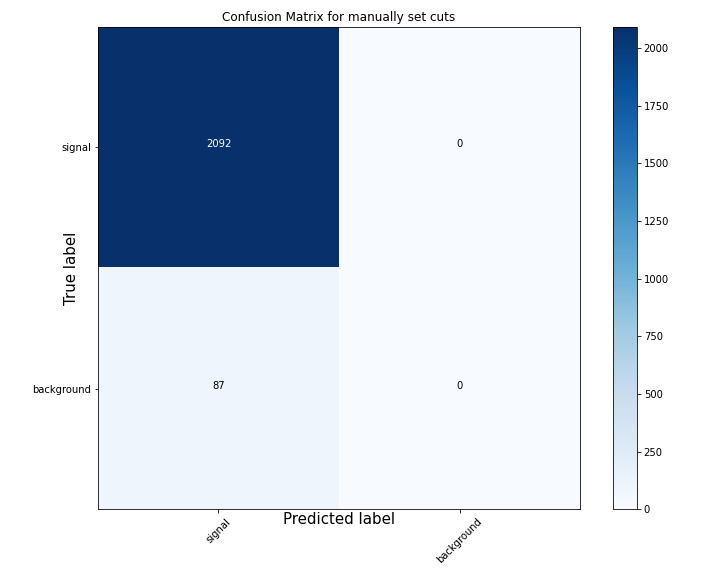 Confusion Matrix for manually set cuts
signal
background
True label
2092
0
87
0
signal
background
Predicted label
2000
1750
1500
1250
1000
750
500
250
0